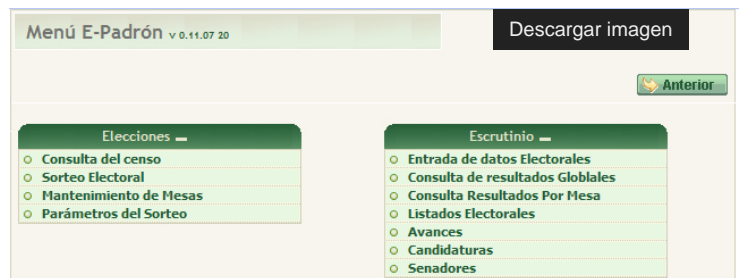 Menú E-Padrón v 0.11.07 20
Descargar imagen
Anterior
Elecciones
Consulta del censo
Sorteo Electoral
Mantenimiento de Mesas
Parámetros del Sorteo
Escrutinio
Entrada de datos Electorales
Consulta de resultados Globlales
Consulta Resultados Por Mesa
Listados Electorales
Avances
Candidaturas
Senadores